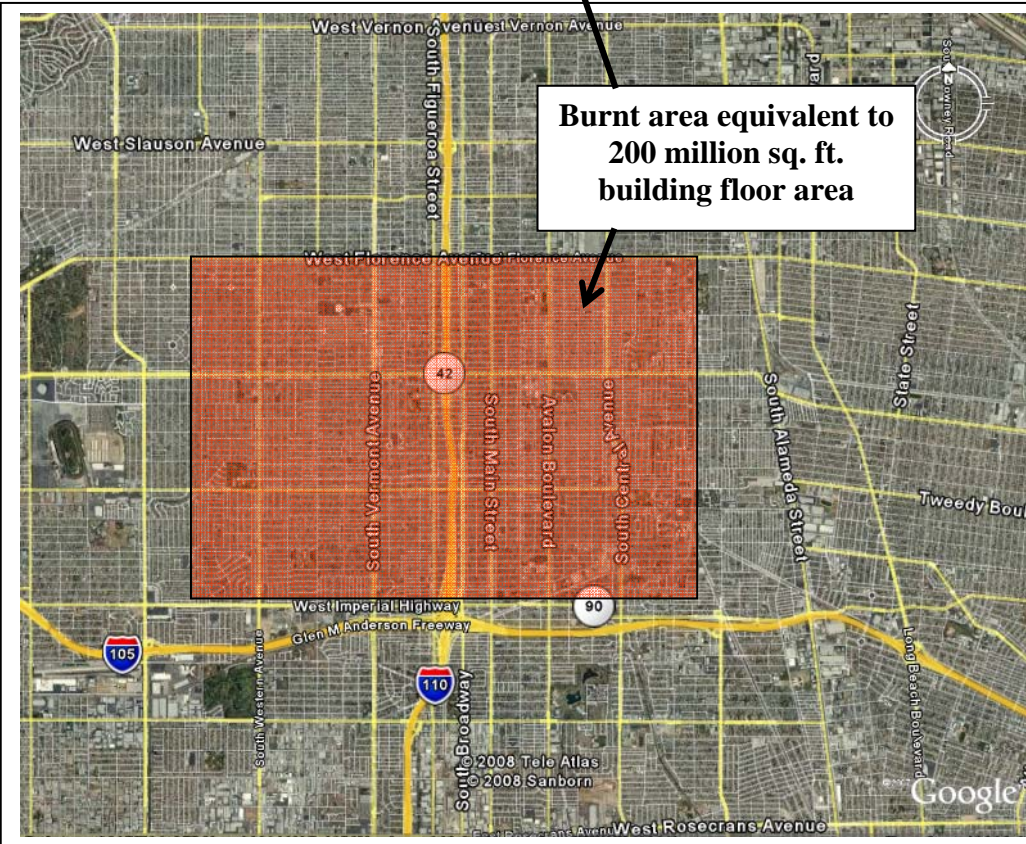 West Vernon Avenue
st Vernon Avenue
South Figueroa Street
West Slauson Avenue
Burnt area equivalent to
200 million sq. ft.
building floor area
N
West Florence Avenue
Florence Avenue
42
South Vermont Avenue
South Main Street
Avalon Boulevard
South Central Avenue
South Alameda Street
State Street
Tweedy Boul
West Imperial Highway
90
Glen M Anderson Freeway
105
110
South Western Avenue
South Broadway
Long Beach Boulevard
© 2008 Tele Atlas
© 2008 Sanborn
Google
West Rosecrans Avenue